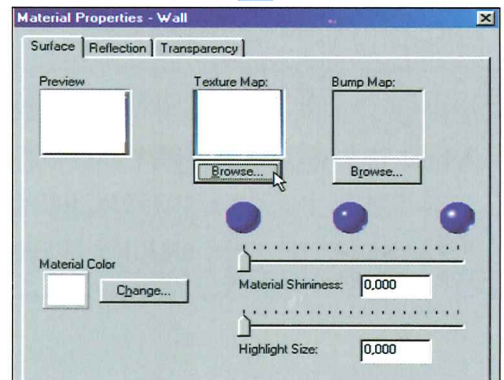 Material Properties - Wall
Surface Reflection Transparency
Preview Texture Map: Bump Map:
Browse... Browse...
Material Color
Change...
Material Shininess: 0,000
Highlight Size: 0,000